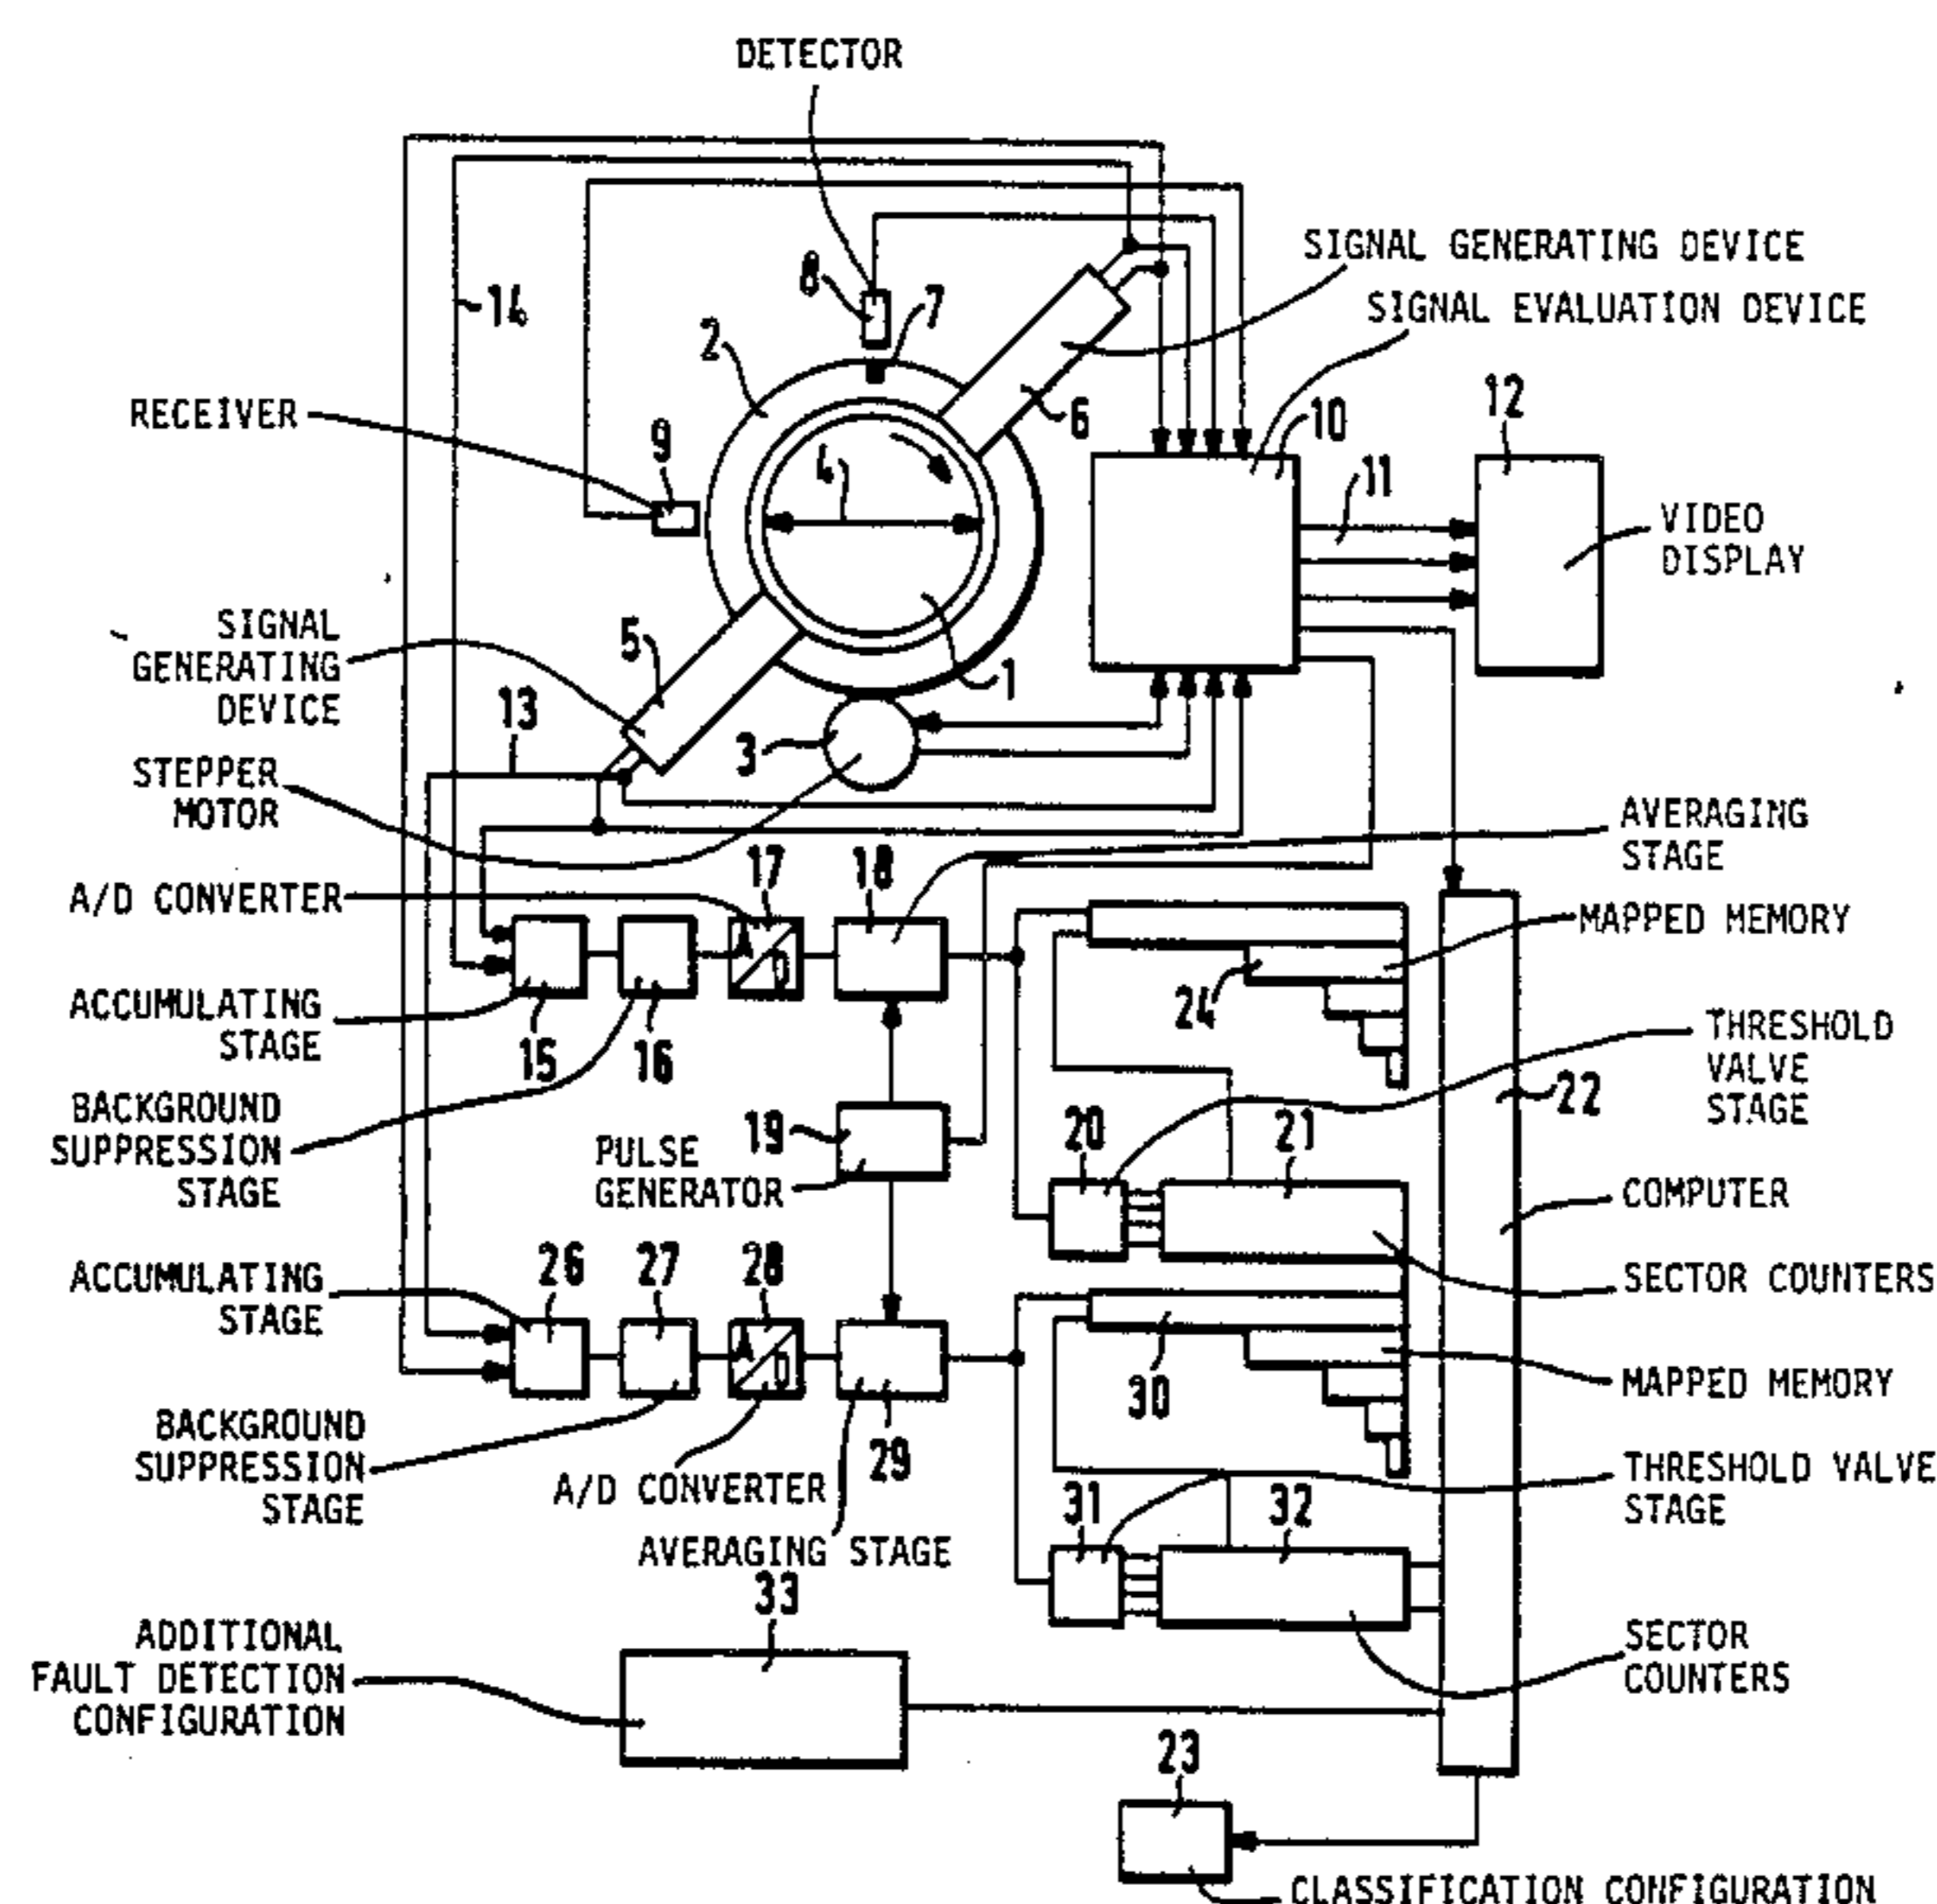 DETECTOR
SIGNAL GENERATING DEVICE
SIGNAL EVALUATION DEVICE
14
8
7
2
6
10
12
RECEIVER
9
4
11
VIDEO
DISPLAY
SIGNAL
GENERATING
DEVICE
5
1
13
3
STEPPER
MOTOR
AVERAGING
STAGE
A/D CONVERTER
17
18
A
D
MAPPED MEMORY
24
ACCUMULATING
STAGE
15
16
THRESHOLD
VALVE
STAGE
22
BACKGROUND
SUPPRESSION
STAGE
PULSE
GENERATOR
19
20
21
COMPUTER
ACCUMULATING
STAGE
26
27
28
A
D
SECTOR COUNTERS
30
MAPPED MEMORY
BACKGROUND
SUPPRESSION
STAGE
A/D CONVERTER
29
AVERAGING STAGE
THRESHOLD VALVE
STAGE
31
32
33
ADDITIONAL
FAULT DETECTION
CONFIGURATION
SECTOR
COUNTERS
23
CLASSIFICATION CONFIGURATION